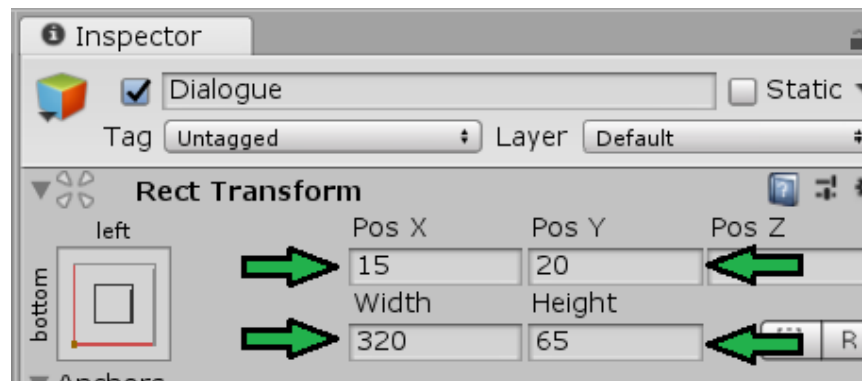 Inspector
Dialogue Static
Tag Untagged Layer Default
Rect Transform
left Pos X Pos Y Pos Z
bottom
15 20
Width Height
320 65 R
Anchors